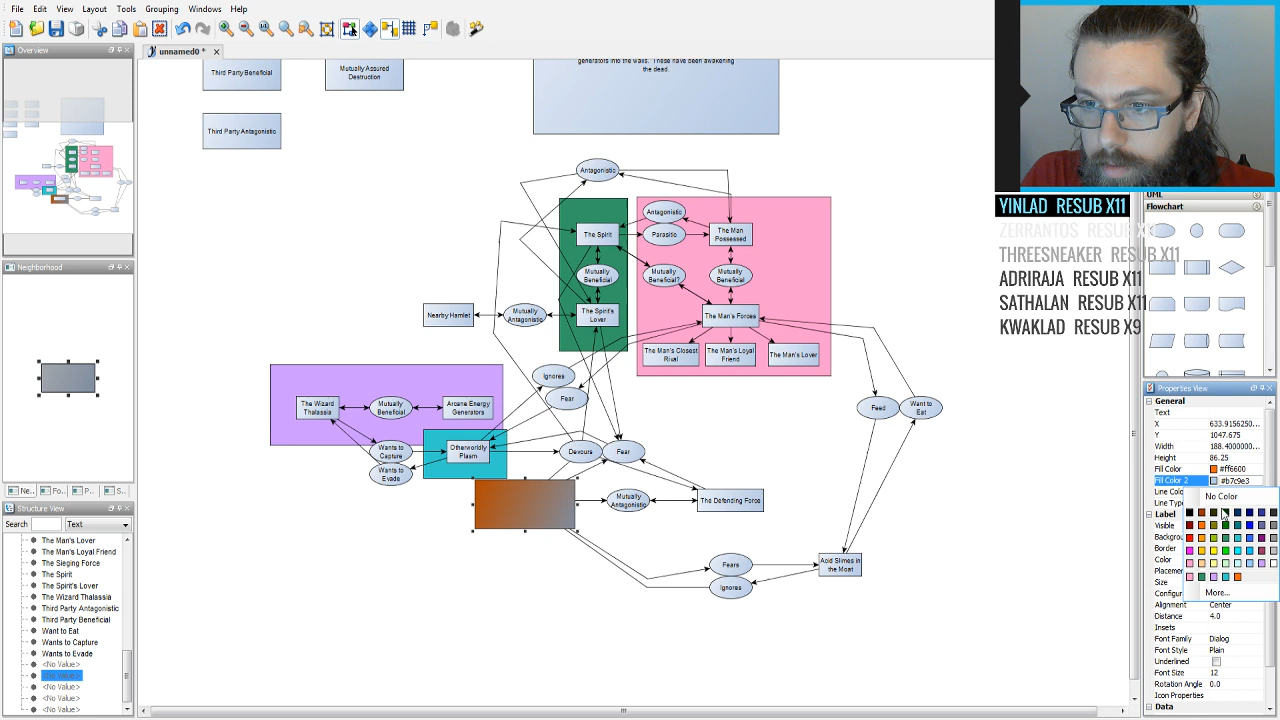 File Edit View Layout Tools Grouping Windows Help
Overview
unnamed0 *
generators into the walls. These have been awakening
the dead.
Third Party Beneficial
Mutually Assured
Destruction
Third Party Antagonistic
Antagonistic
Antagonistic
The Spirit
Parasitic
The Man
Possessed
Mutually
Beneficial
Mutually
Beneficial?
Mutually
Beneficial
Nearby Hamlet
Mutually
Antagonistic
The Spirit's
Lover
The Man's Forces
The Man's Closest
Rival
The Man's Loyal
Friend
The Man's Lover
Ignores
Fear
The Wizard
Thalassia
Mutually
Beneficial
Arcane Energy
Generators
Feed
Want to
Eat
Wants to
Capture
Otherworldly
Plasm
Devours
Fear
Wants to
Evade
Mutually
Antagonistic
The Defending Force
Fears
Ignores
Acid Slimes in
the Moat
Neighborhood
Ne... Fo... P... S...
Structure View
Search Text
The Man's Lover
The Man's Loyal Friend
The Sieging Force
The Spirit
The Spirit's Lover
The Wizard Thalassia
Third Party Antagonistic
Third Party Beneficial
Want to Eat
Wants to Capture
Wants to Evade
<No Value>
<No Value>
<No Value>
<No Value>
<No Value>
YINLAD RESUB X11
ZERRANTOS RESUB X
THREESNEAKER RESUB X11
ADRIRAJA RESUB X11
SATHALAN RESUB X11
KWAKLAD RESUB X9
UML
Flowchart
Properties View
General
Text
X 633.9156250...
Y 1047.675
Width 188.4000000...
Height 86.25
Fill Color #ff6600
Fill Color 2 #b7c9e3
Line Colo
Line Type
No Color
More...
Label
Visible
Backgrou
Border
Color
Placemen
Size
Configur
Alignment Center
Distance 4.0
Insets
Font Family Dialog
Font Style Plain
Underlined
Font Size 12
Rotation Angle 0.0
Icon Properties
Data